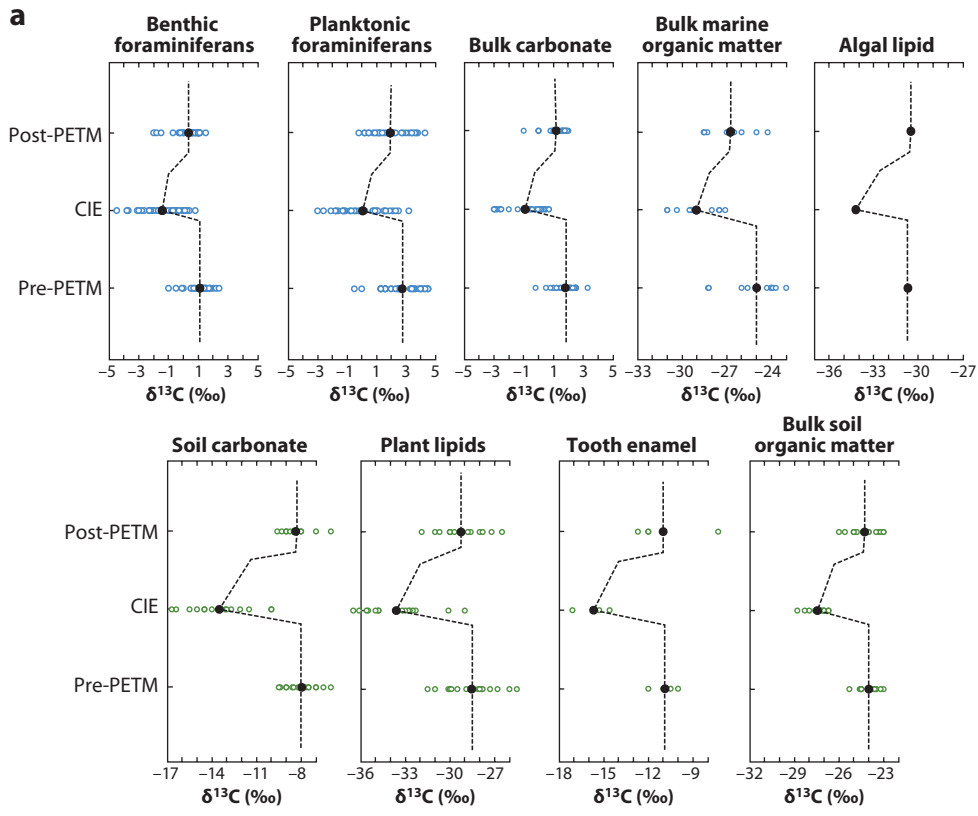 a
Benthic
foraminiferans
Planktonic
foraminiferans
Bulk carbonate
Bulk marine
organic matter
Algal lipid
Post-PETM
CIE
Pre-PETM
–5 –3 –1 1 3 5
–5 –3 –1 1 3 5
–5 –3 –1 1 3 5
–33 –30 –27 –24
–36 –33 –30 –27
δ¹³C (‰)
δ¹³C (‰)
δ¹³C (‰)
δ¹³C (‰)
δ¹³C (‰)
Soil carbonate
Plant lipids
Tooth enamel
Bulk soil
organic matter
Post-PETM
CIE
Pre-PETM
–17 –14 –11 –8
–36 –33 –30 –27
–18 –15 –12 –9
–32 –29 –26 –23
δ¹³C (‰)
δ¹³C (‰)
δ¹³C (‰)
δ¹³C (‰)